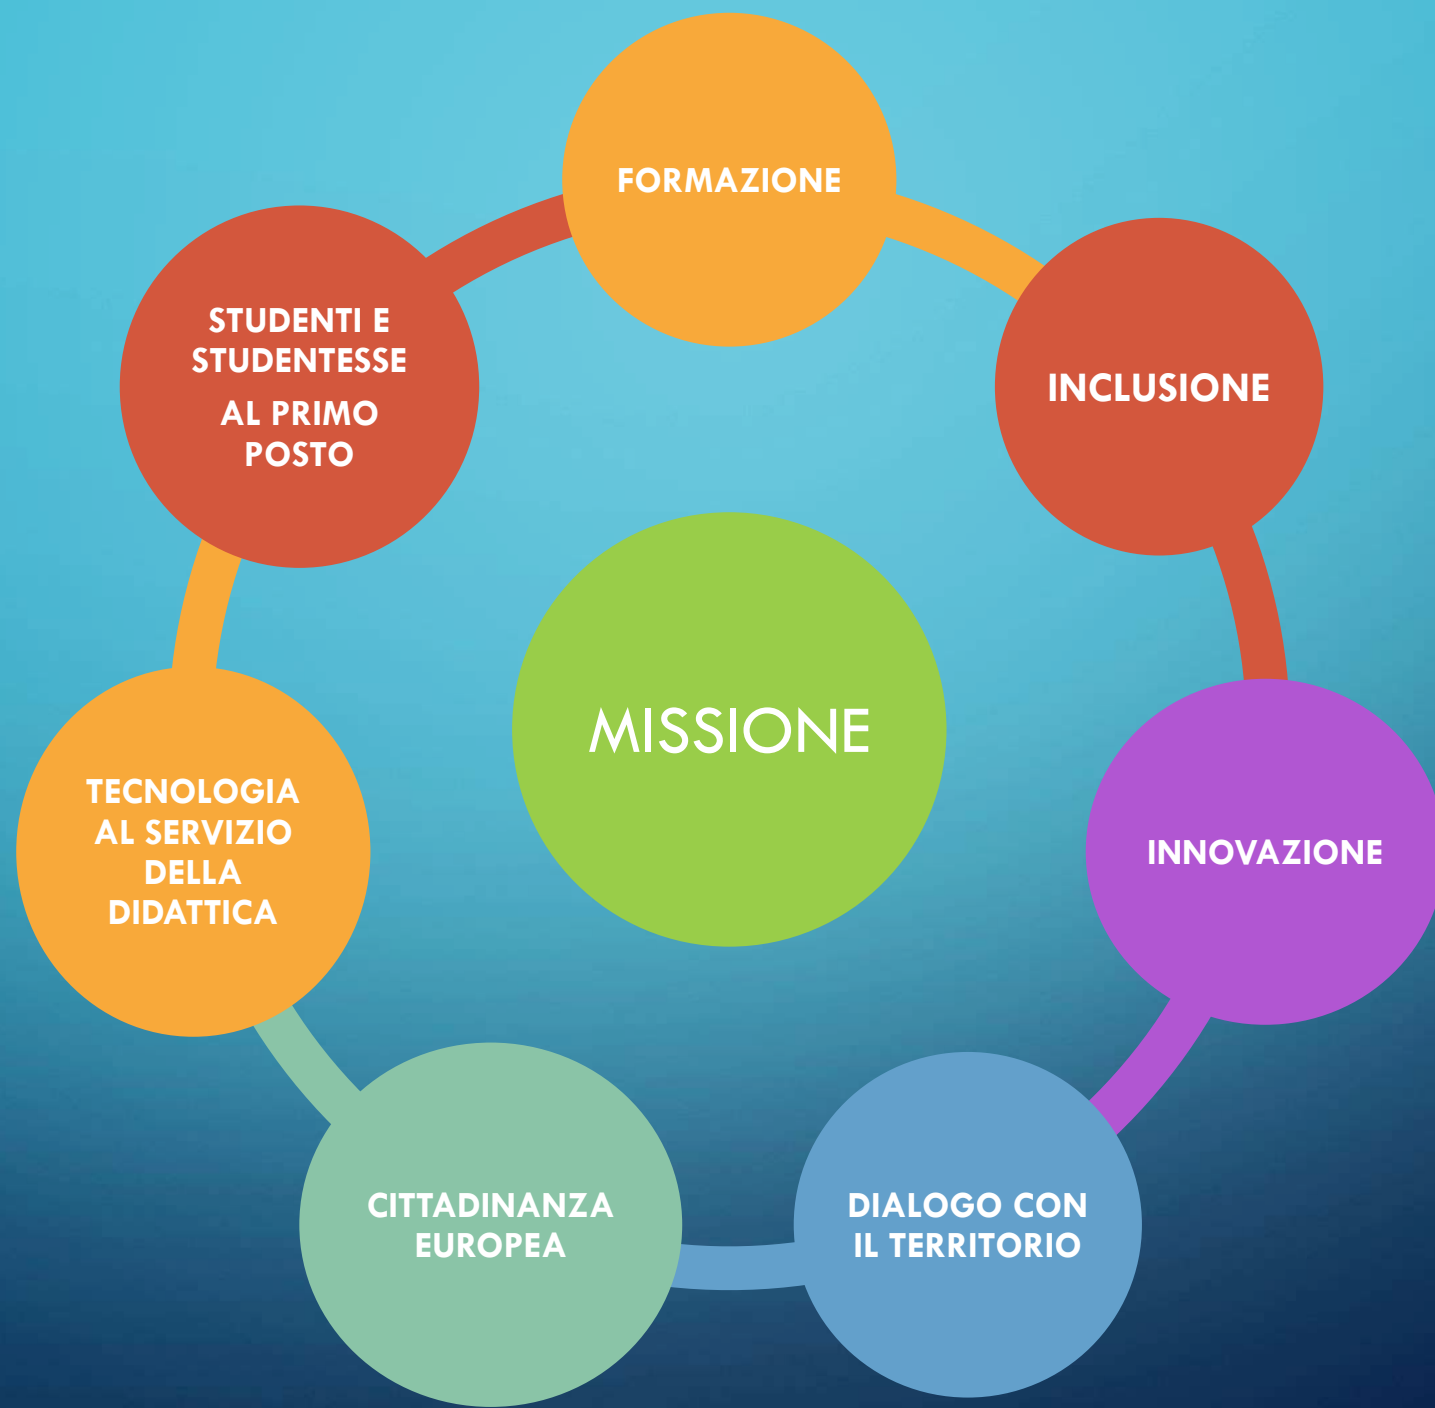 FORMAZIONE
INCLUSIONE
INNOVAZIONE
DIALOGO CON
IL TERRITORIO
CITTADINANZA
EUROPEA
TECNOLOGIA
AL SERVIZIO
DELLA
DIDATTICA
STUDENTI E
STUDENTESSE
AL PRIMO
POSTO
MISSIONE